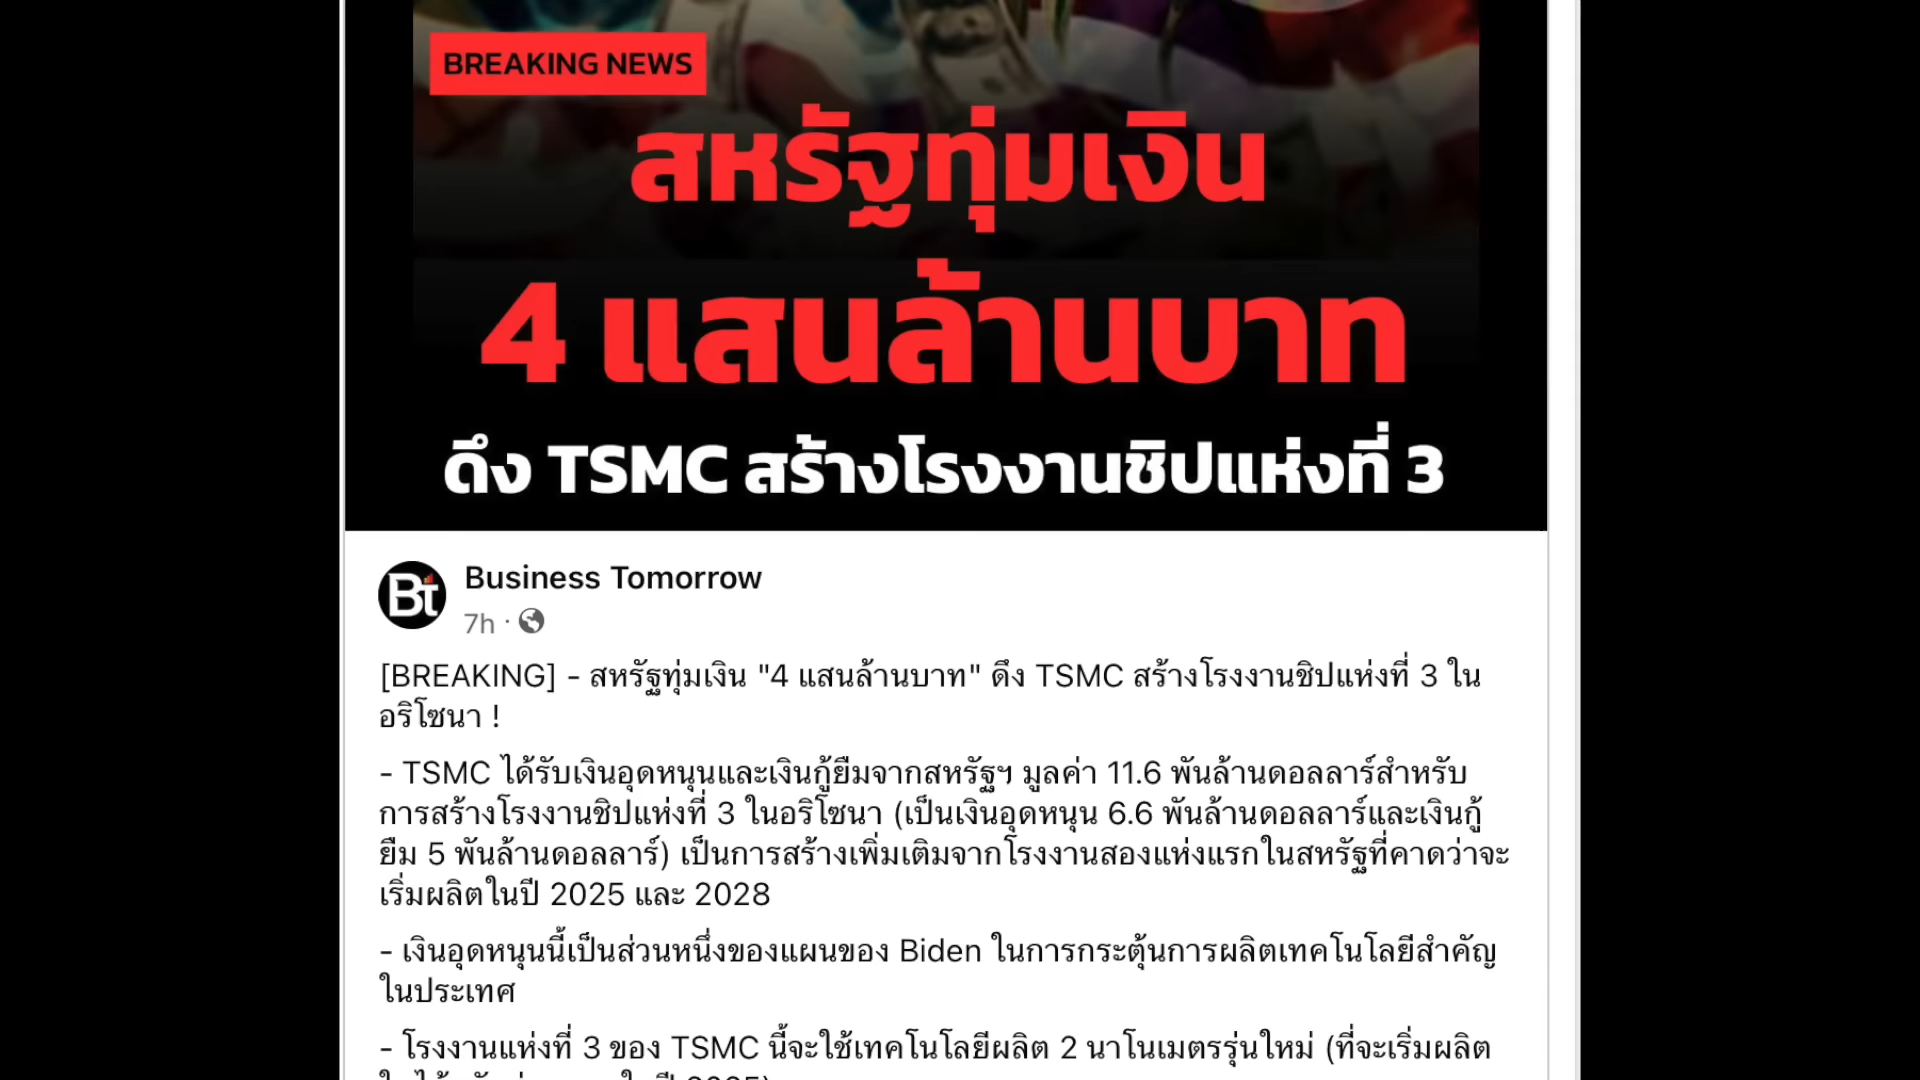 BREAKING NEWS
สหรัฐทุ่มเงิน
4 แสนล้านบาท
ดึง TSMC สร้างโรงงานชิปแห่งที่ 3
Bt
Business Tomorrow
7h ·
[BREAKING] - สหรัฐทุ่มเงิน "4 แสนล้านบาท" ดึง TSMC สร้างโรงงานชิปแห่งที่ 3 ใน
อริโซนา !
- TSMC ได้รับเงินอุดหนุนและเงินกู้ยืมจากสหรัฐฯ มูลค่า 11.6 พันล้านดอลลาร์สำหรับ
การสร้างโรงงานชิปแห่งที่ 3 ในอริโซนา (เป็นเงินอุดหนุน 6.6 พันล้านดอลลาร์และเงินกู้
ยืม 5 พันล้านดอลลาร์) เป็นการสร้างเพิ่มเติมจากโรงงานสองแห่งแรกในสหรัฐที่คาดว่าจะ
เริ่มผลิตในปี 2025 และ 2028
- เงินอุดหนุนนี้เป็นส่วนหนึ่งของแผนของ Biden ในการกระตุ้นการผลิตเทคโนโลยีสำคัญ
ในประเทศ
- โรงงานแห่งที่ 3 ของ TSMC นี้จะใช้เทคโนโลยีผลิต 2 นาโนเมตรรุ่นใหม่ (ที่จะเริ่มผลิต